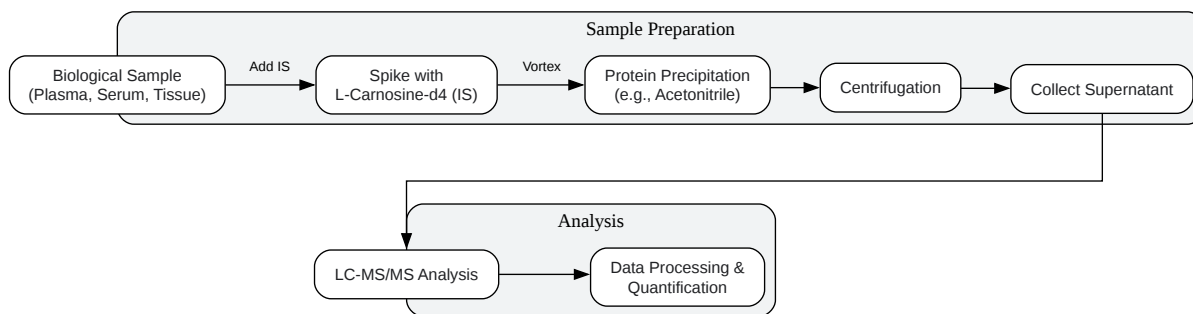 Sample Preparation
Biological Sample
(Plasma, Serum, Tissue)
Add IS
Spike with
L-Carnosine-d4 (IS)
Vortex
Protein Precipitation
(e.g., Acetonitrile)
Centrifugation
Collect Supernatant
Analysis
LC-MS/MS Analysis
Data Processing &
Quantification